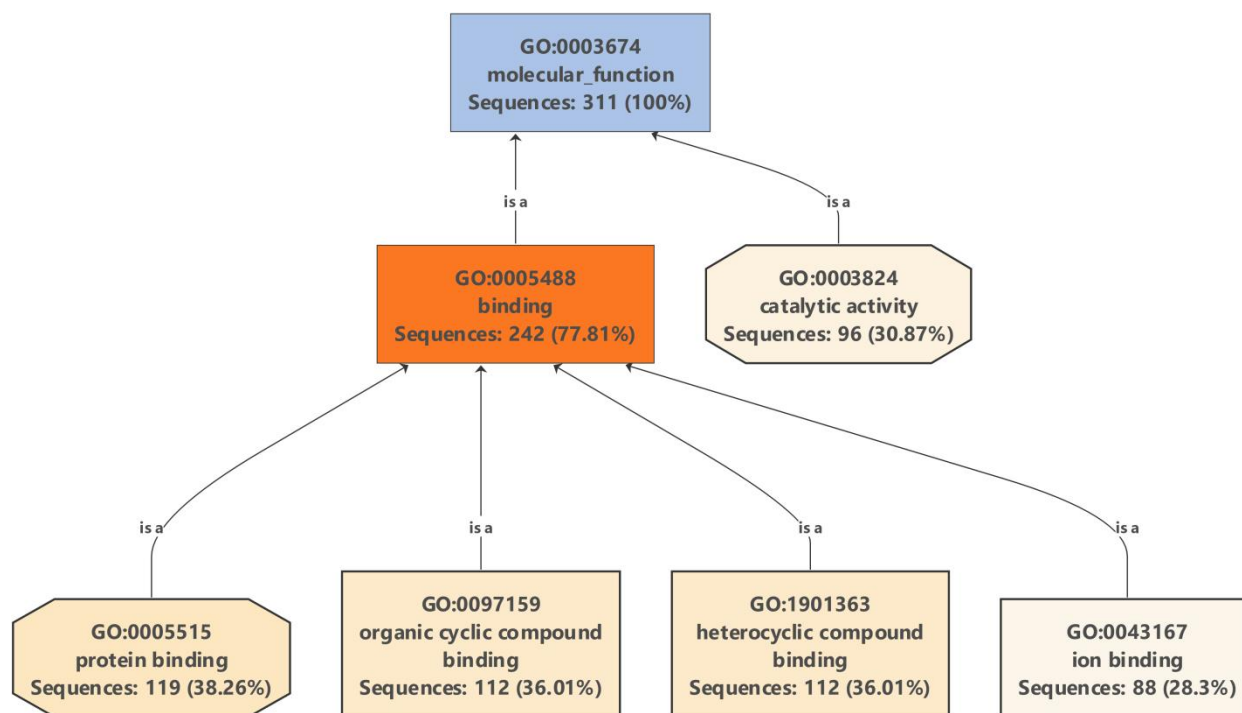 GO:0003674
molecular_function
Sequences: 311 (100%)
is a
is a
GO:0005488
binding
Sequences: 242 (77.81%)
GO:0003824
catalytic activity
Sequences: 96 (30.87%)
is a
is a
is a
is a
GO:0005515
protein binding
Sequences: 119 (38.26%)
GO:0097159
organic cyclic compound
binding
Sequences: 112 (36.01%)
GO:1901363
heterocyclic compound
binding
Sequences: 112 (36.01%)
GO:0043167
ion binding
Sequences: 88 (28.3%)